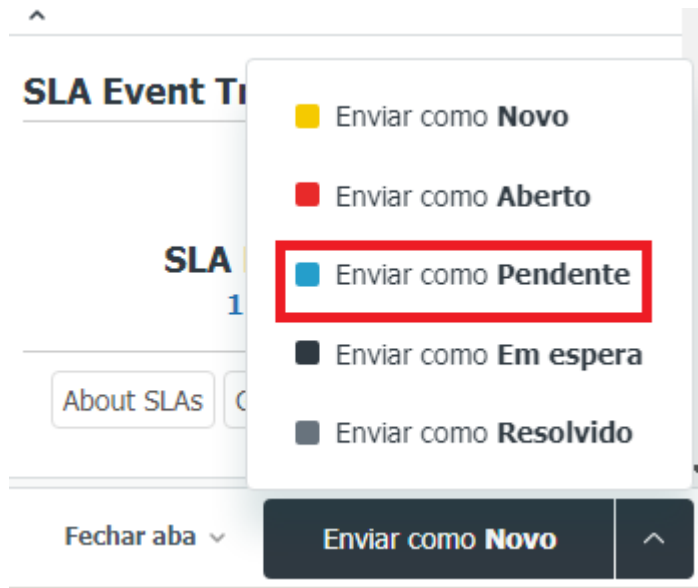 SLA Event
Enviar como Novo
Enviar como Aberto
SLA
Enviar como Pendente
1
Enviar como Em espera
About SLAs
Enviar como Resolvido
Fechar aba
Enviar como Novo